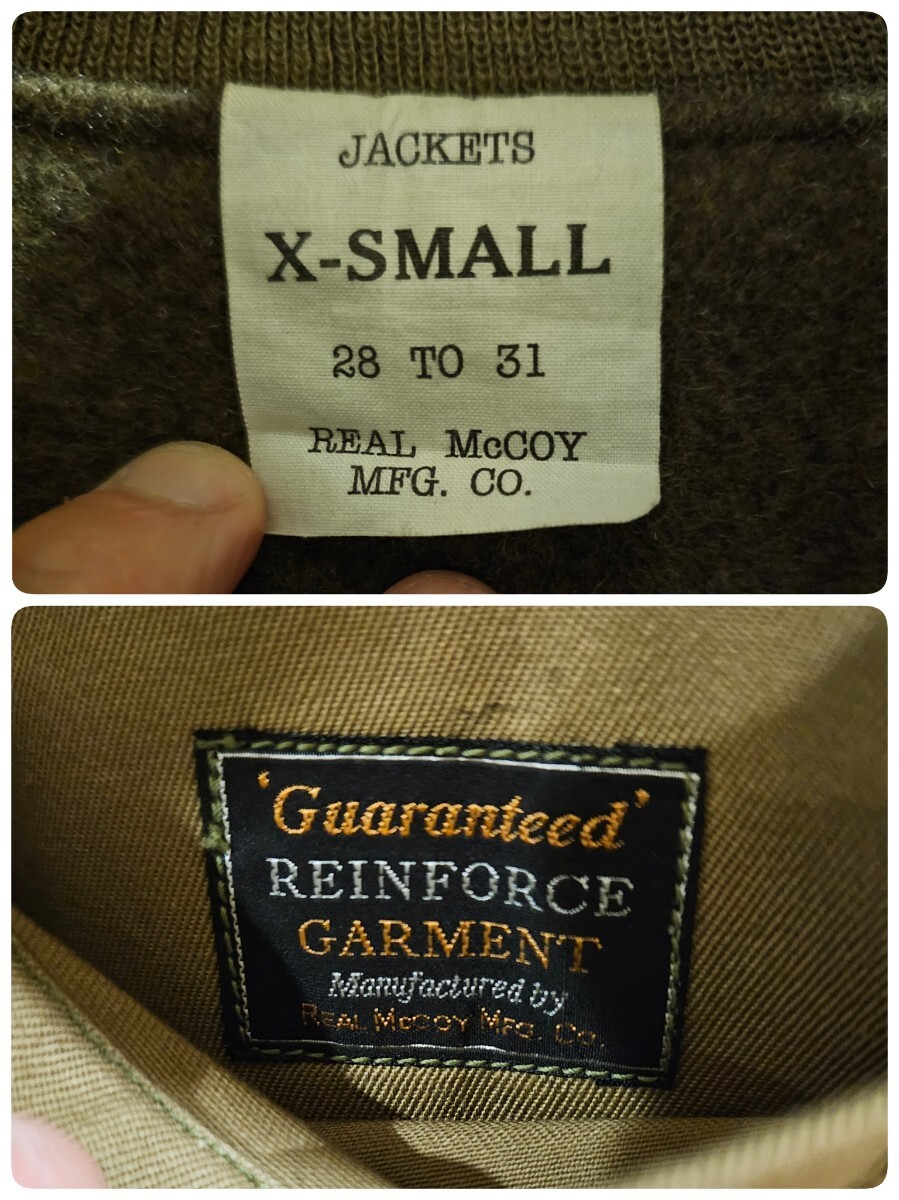 JACKETS
X-SMALL
28 TO 31
REAL McCOY
MFG. CO.
'Guaranteed'
REINFORCE
GARMENT
Manufactured by
REAL McCOY MFG. CO.